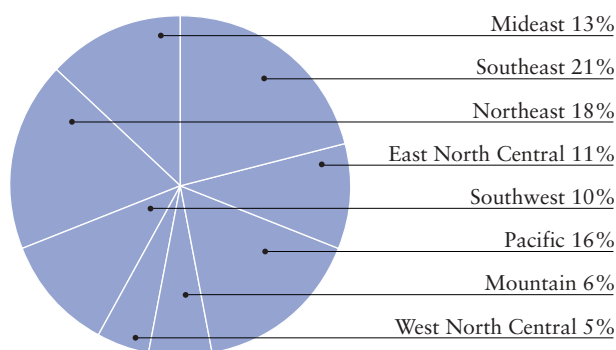 Mideast 13%
Southeast 21%
Northeast 18%
East North Central 11%
Southwest 10%
Pacific 16%
Mountain 6%
West North Central 5%